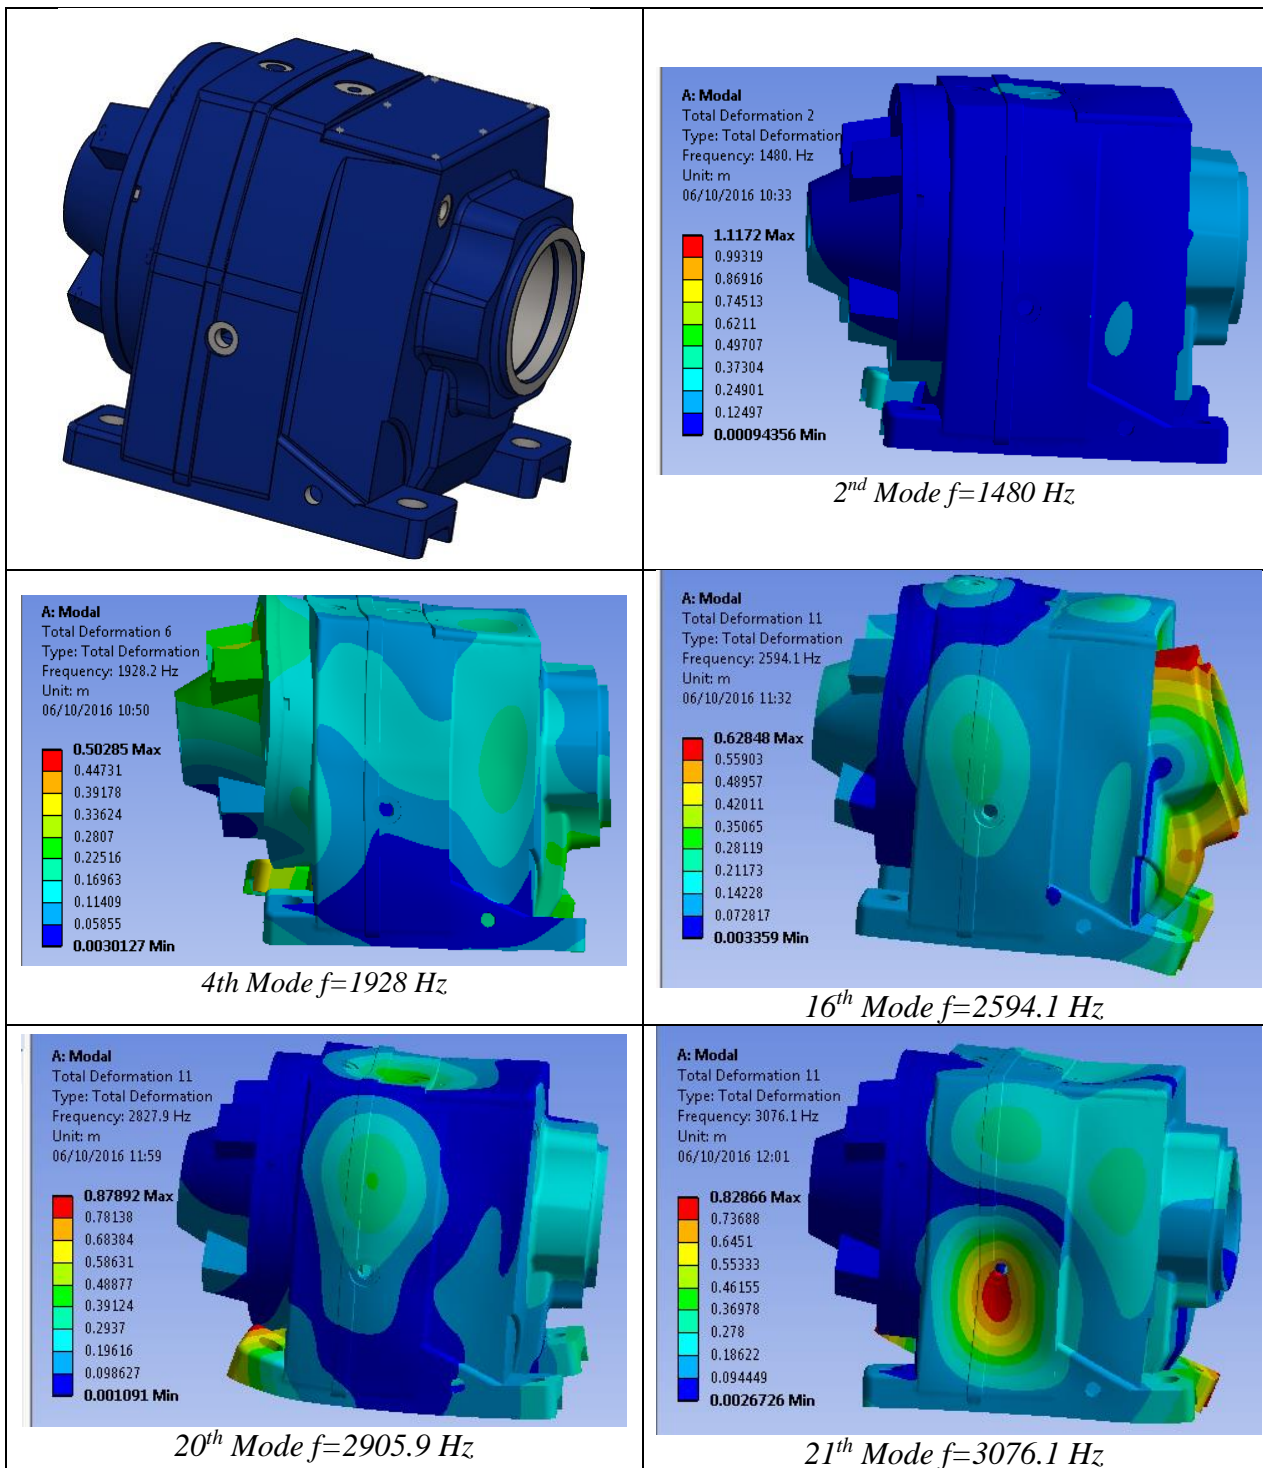 A: Modal
Total Deformation 2
Type: Total Deformation
Frequency: 1480. Hz
Unit: m
06/10/2016 10:33
1.1172 Max
0.99319
0.86916
0.74513
0.6211
0.49707
0.37304
0.24901
0.12497
0.00094356 Min
2nd Mode f=1480 Hz
A: Modal
Total Deformation 6
Type: Total Deformation
Frequency: 1928.2 Hz
Unit: m
06/10/2016 10:50
0.50285 Max
0.44731
0.39178
0.33624
0.2807
0.22516
0.16963
0.11409
0.05855
0.0030127 Min
4th Mode f=1928 Hz
A: Modal
Total Deformation 11
Type: Total Deformation
Frequency: 2594.1 Hz
Unit: m
06/10/2016 11:32
0.62848 Max
0.55903
0.48957
0.42011
0.35065
0.28119
0.21173
0.14228
0.072817
0.003359 Min
16th Mode f=2594.1 Hz
A: Modal
Total Deformation 11
Type: Total Deformation
Frequency: 2827.9 Hz
Unit: m
06/10/2016 11:59
0.87892 Max
0.78138
0.68384
0.58631
0.48877
0.39124
0.2937
0.19616
0.098627
0.001091 Min
20th Mode f=2905.9 Hz
A: Modal
Total Deformation 11
Type: Total Deformation
Frequency: 3076.1 Hz
Unit: m
06/10/2016 12:01
0.82866 Max
0.73688
0.6451
0.55333
0.46155
0.36978
0.278
0.18622
0.094449
0.0026726 Min
21th Mode f=3076.1 Hz